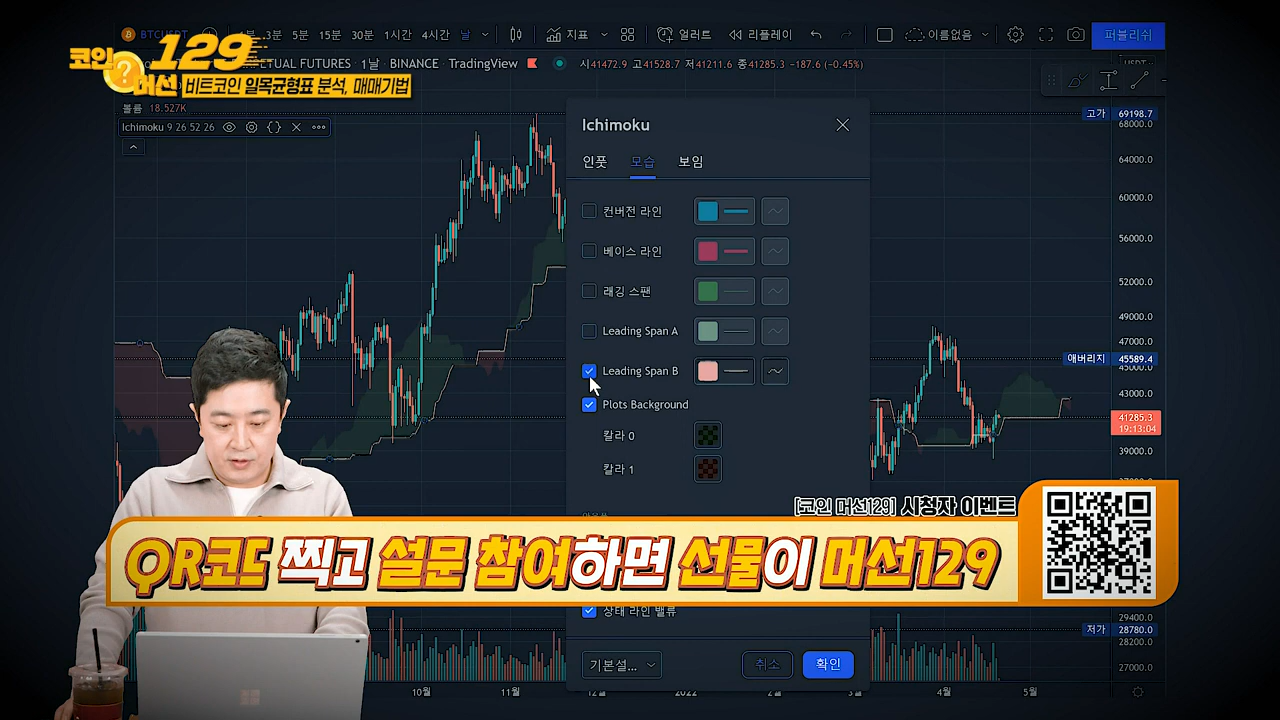 BTCUSDT
3분 5분 15분 30분 1시간 4시간 날
지표
얼러트
리플레이
이름없음
퍼블리쉬
코인 129
머선
비트코인 일목균형표 분석, 매매기법
PETUAL FUTURES 1날 BINANCE TradingView
시41472.9 고41528.7 저41211.6 종41285.3 -187.6 (-0.45%)
USDT
볼륨 18.527K
Ichimoku 9 26 52 26
고가 69198.7
68000.0
64000.0
60000.0
56000.0
52000.0
49000.0
47000.0
애버리지 45589.4
45000.0
43000.0
41285.3
19:13:04
39000.0
Ichimoku
인풋 모습 보임
컨버전 라인
베이스 라인
래깅 스팬
Leading Span A
Leading Span B
Plots Background
칼라 0
칼라 1
[코인 머선129] 시청자 이벤트
QR코드 찍고 설문 참여하면 선물이 머선129
상태 라인 밸류
29400.0
저가 28780.0
28200.0
27000.0
기본설... 취소 확인
10월 11월 12월 2022 2월 3월 4월 5월